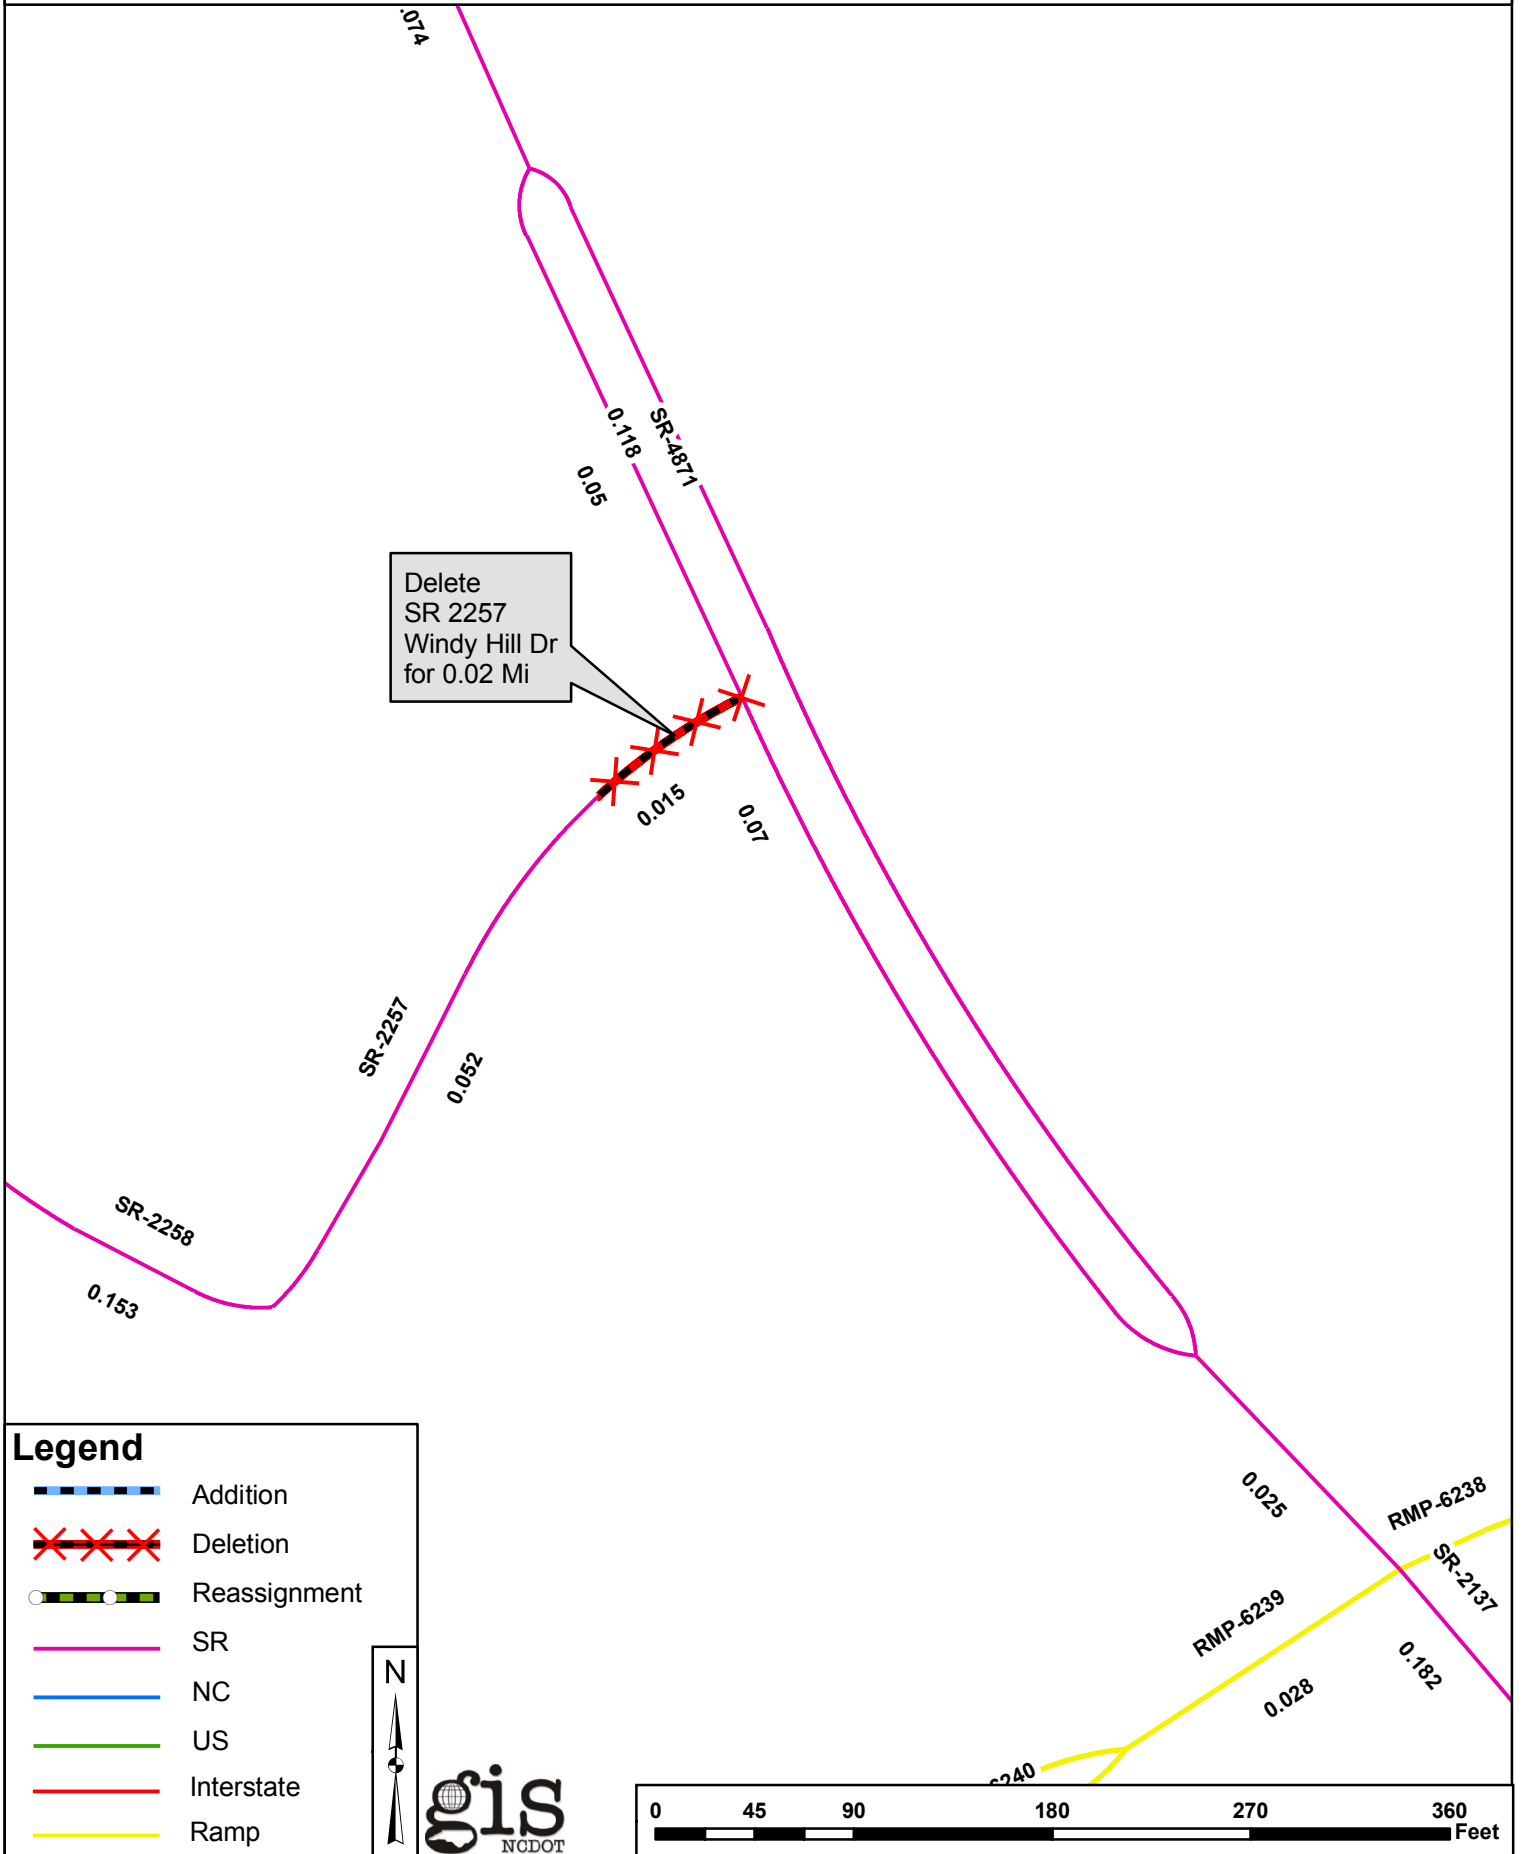 .074
0.118
SR-4871
0.05
Delete
SR 2257
Windy Hill Dr
for 0.02 Mi
0.015
0.07
SR-2257
0.052
SR-2258
0.153
0.025
RMP-6238
SR-2137
RMP-6239
0.182
0.028
6240
Legend
Addition
Deletion
Reassignment
SR
NC
US
Interstate
Ramp
N
gis
NCDOT
0 45 90 180 270 360
Feet